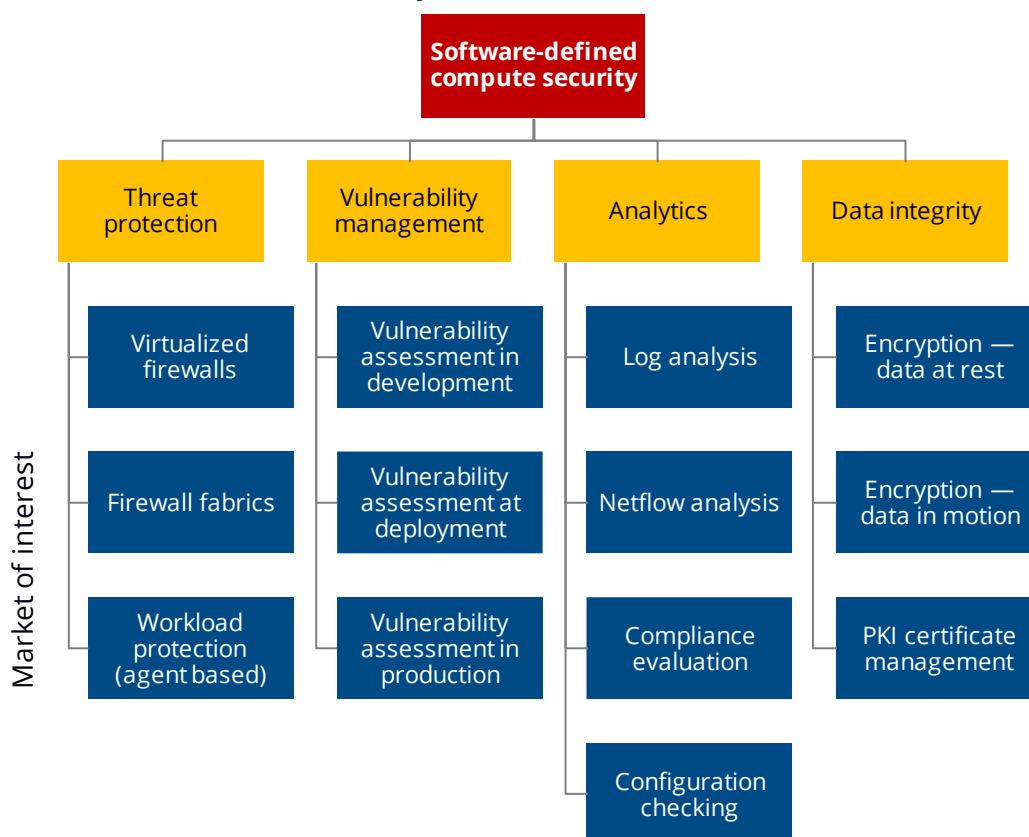 Software-defined
compute security
Threat
protection
Vulnerability
management
Analytics
Data integrity
Virtualized
firewalls
Vulnerability
assessment in
development
Log analysis
Encryption —
data at rest
Firewall fabrics
Vulnerability
assessment at
deployment
Netflow analysis
Encryption —
data in motion
Workload
protection
(agent based)
Vulnerability
assessment in
production
Compliance
evaluation
PKI certificate
management
Configuration
checking
Market of interest